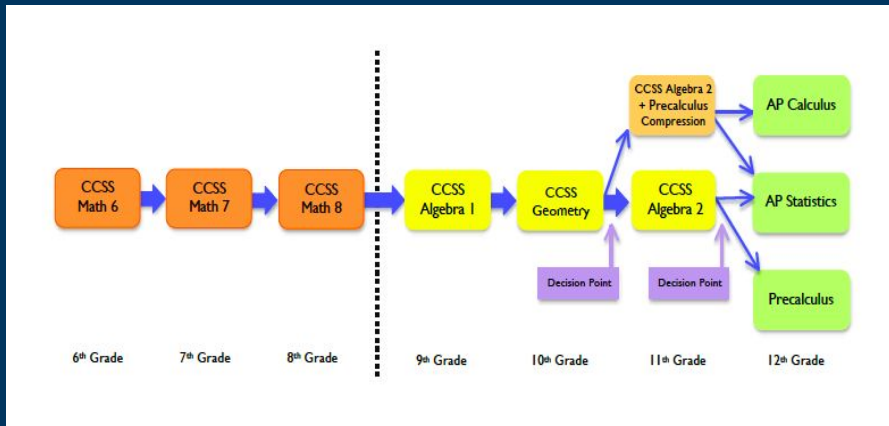 CCSS Algebra 2
+ Precalculus
Compression
AP Calculus
CCSS
Math 6
CCSS
Math 7
CCSS
Math 8
CCSS
Algebra 1
CCSS
Geometry
CCSS
Algebra 2
AP Statistics
Decision Point
Decision Point
Precalculus
6th Grade
7th Grade
8th Grade
9th Grade
10th Grade
11th Grade
12th Grade